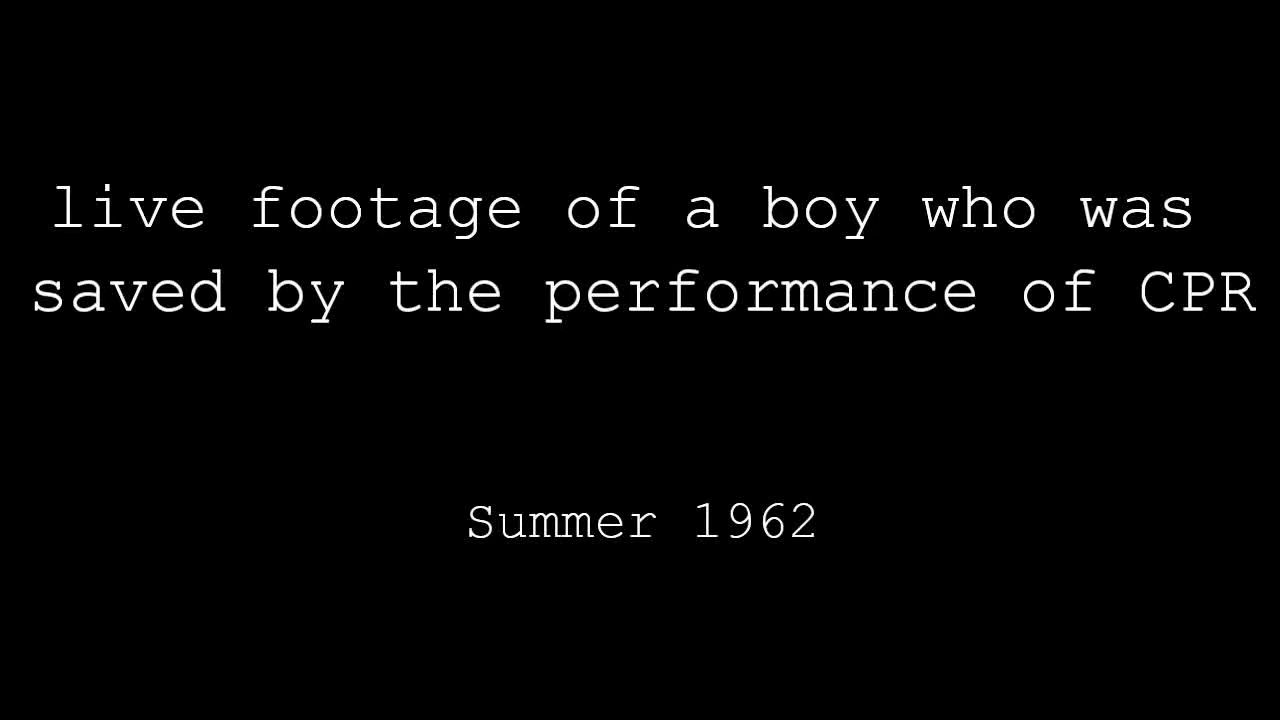 live footage of a boy who was
saved by the performance of CPR
Summer 1962